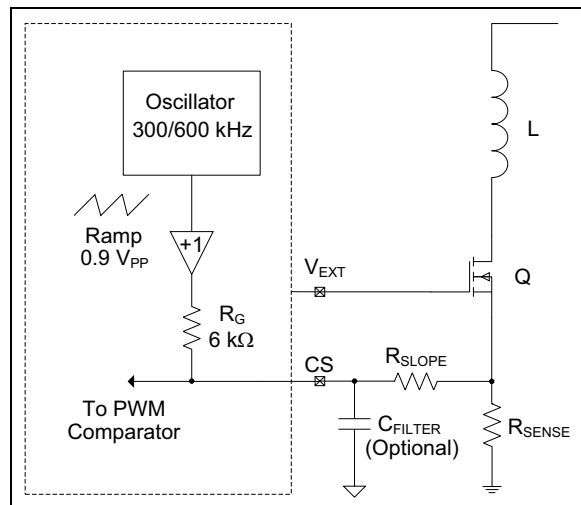 Oscillator
300/600 kHz
L
Ramp
0.9 VPP
+1
VEXT
Q
RG
6 kΩ
CS
RSLOPE
To PWM
Comparator
CFILTER
(Optional)
RSENSE